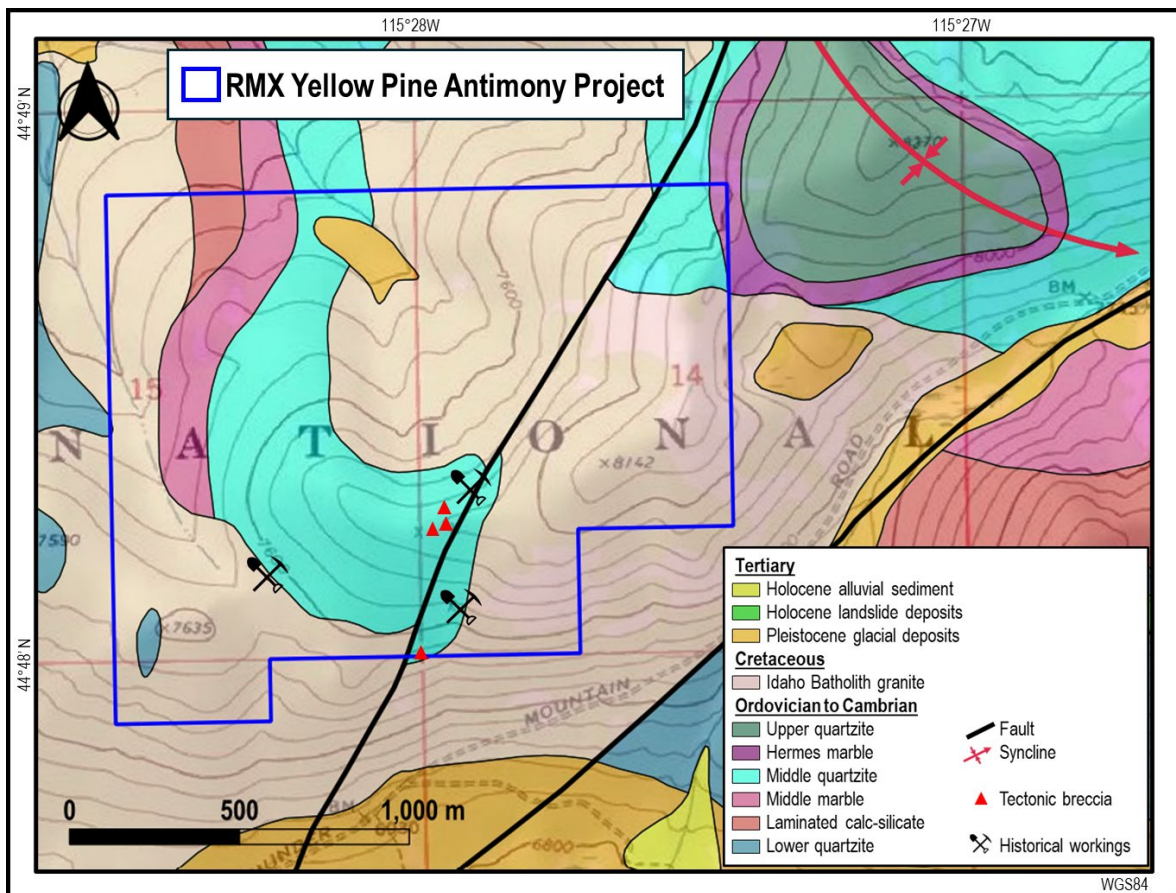 115°28W
115°27W
44°49'N
RMX Yellow Pine Antimony Project
×8270
7600
8000
BM
15
14
N A T I O N A L
×8142
ROAD
7590
×7635
44°48'N
MOUNTAIN
0 500 1,000 m
BM
6030
6800
Tertiary
Holocene alluvial sediment
Holocene landslide deposits
Pleistocene glacial deposits
Cretaceous
Idaho Batholith granite
Ordovician to Cambrian
Upper quartzite
Fault
Hermes marble
Syncline
Middle quartzite
Middle marble
Tectonic breccia
Laminated calc-silicate
Lower quartzite
Historical workings
WGS84